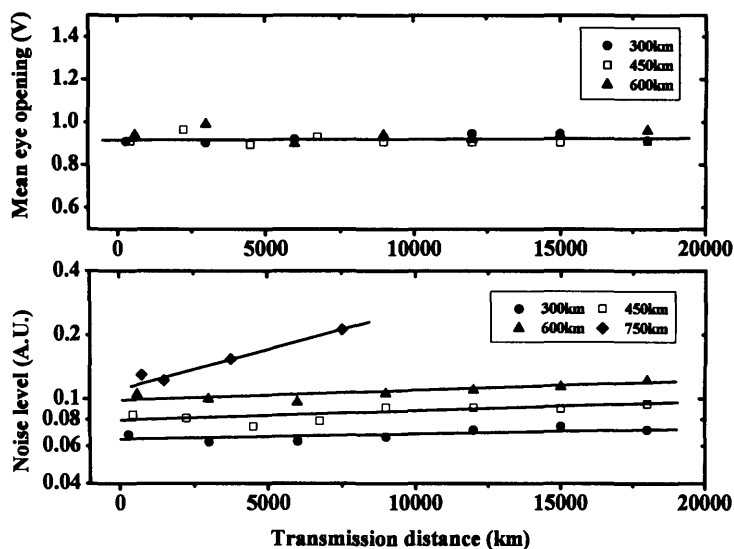 Mean eye opening (V)
1.4
1.2
1.0
0.8
0.6
300km
450km
600km
0 5000 10000 15000 20000
Noise level (A.U.)
0.4
0.2
0.1
0.08
0.06
0.04
300km 450km
600km 750km
0 5000 10000 15000 20000
Transmission distance (km)